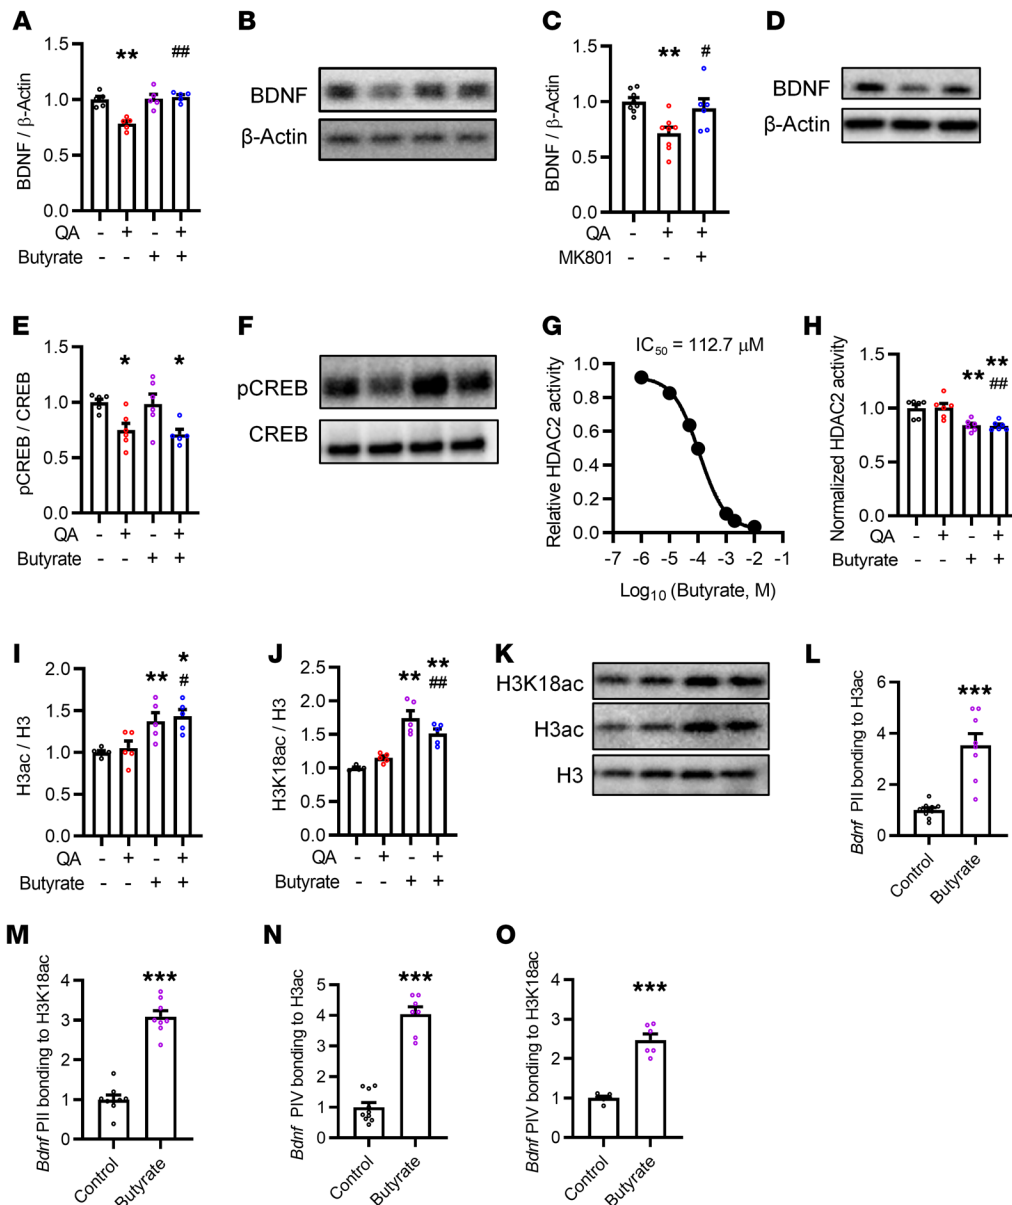 A
BDNF / β-Actin
1.5
1.0
0.5
0.0
**
##
QA - + - +
Butyrate - - + +
B
BDNF
β-Actin
C
BDNF / β-Actin
1.5
1.0
0.5
0.0
**
#
QA - + +
MK801 - - +
D
BDNF
β-Actin
E
pCREB / CREB
1.5
1.0
0.5
0.0
*
*
QA - + - +
Butyrate - - + +
F
pCREB
CREB
G
IC50 = 112.7 μM
Relative HDAC2 activity
1.0
0.8
0.6
0.4
0.2
0.0
-7 -6 -5 -4 -3 -2 -1
Log10 (Butyrate, M)
H
Normalized HDAC2 activity
1.5
1.0
0.5
0.0
**
**
##
QA - + - +
Butyrate - - + +
I
H3ac / H3
2.0
1.5
1.0
0.5
0.0
**
*
#
QA - + - +
Butyrate - - + +
J
H3K18ac / H3
2.5
2.0
1.5
1.0
0.5
0.0
**
**
##
QA - + - +
Butyrate - - + +
K
H3K18ac
H3ac
H3
L
Bdnf PII bonding to H3ac
6
4
2
0
***
Control
Butyrate
M
Bdnf PII bonding to H3K18ac
4
3
2
1
0
***
Control
Butyrate
N
Bdnf PIV bonding to H3ac
5
4
3
2
1
0
***
Control
Butyrate
O
Bdnf PIV bonding to H3K18ac
4
3
2
1
0
***
Control
Butyrate